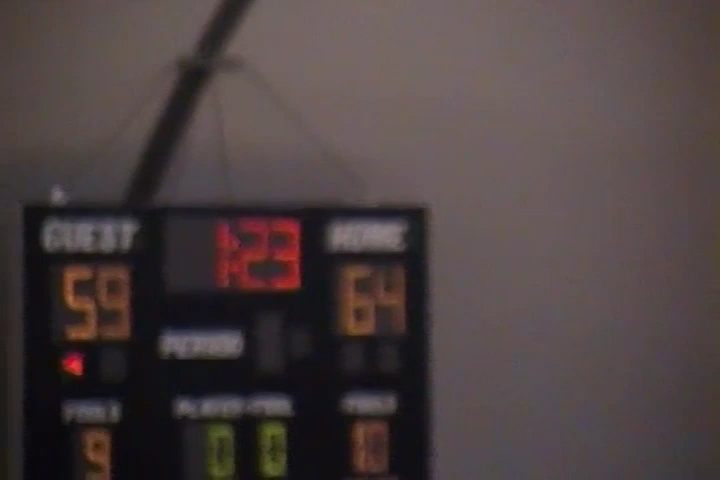 GUEST 1:23 HOME
59 64
PERIOD
FOULS PLAYER-FOUL FOULS
9 0 0 10